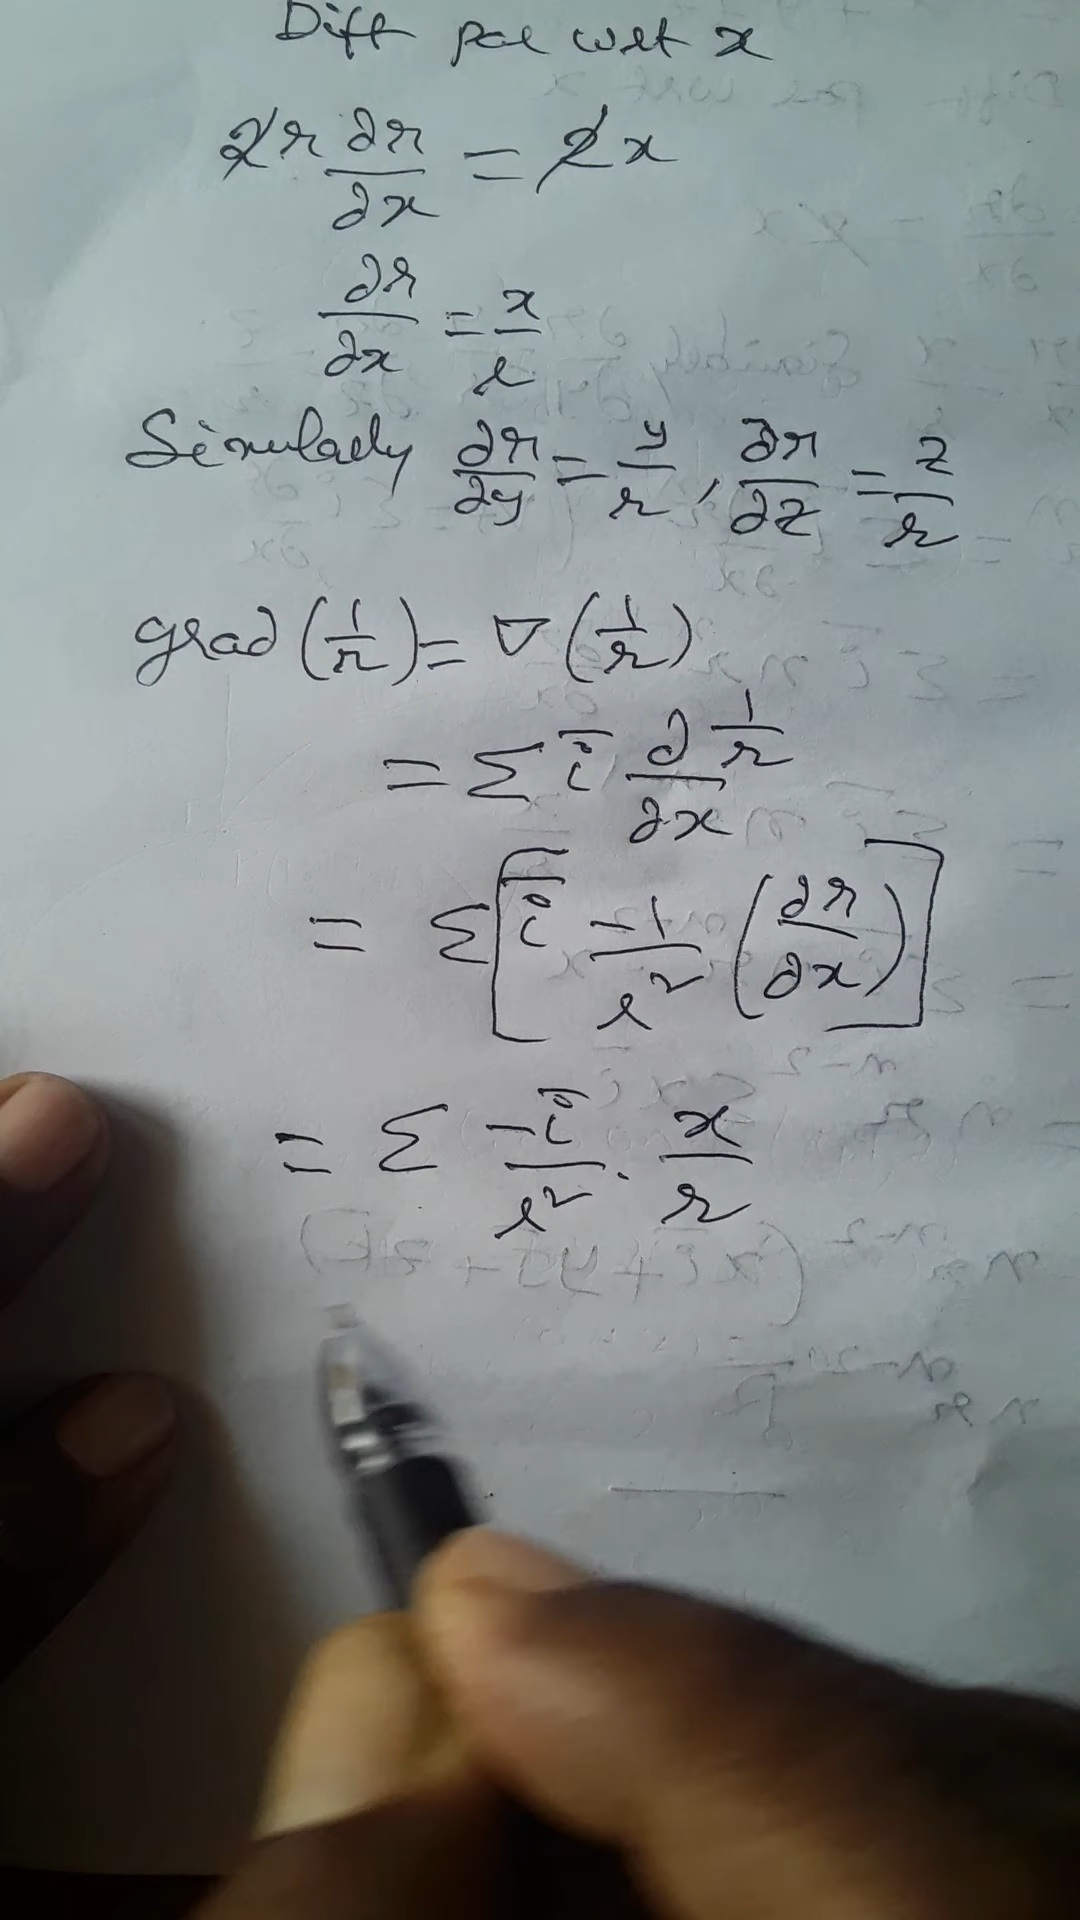 Diff par wrt x
2r ∂r/∂x = 2x
∂r/∂x = x/r
Similarly ∂r/∂y = y/r, ∂r/∂z = z/r
grad (1/r) = ∇ (1/r)
= Σ i̅ ∂/∂x 1/r
= Σ [i̅ -1/r² (∂r/∂x)]
= Σ -i̅/r² . x/r